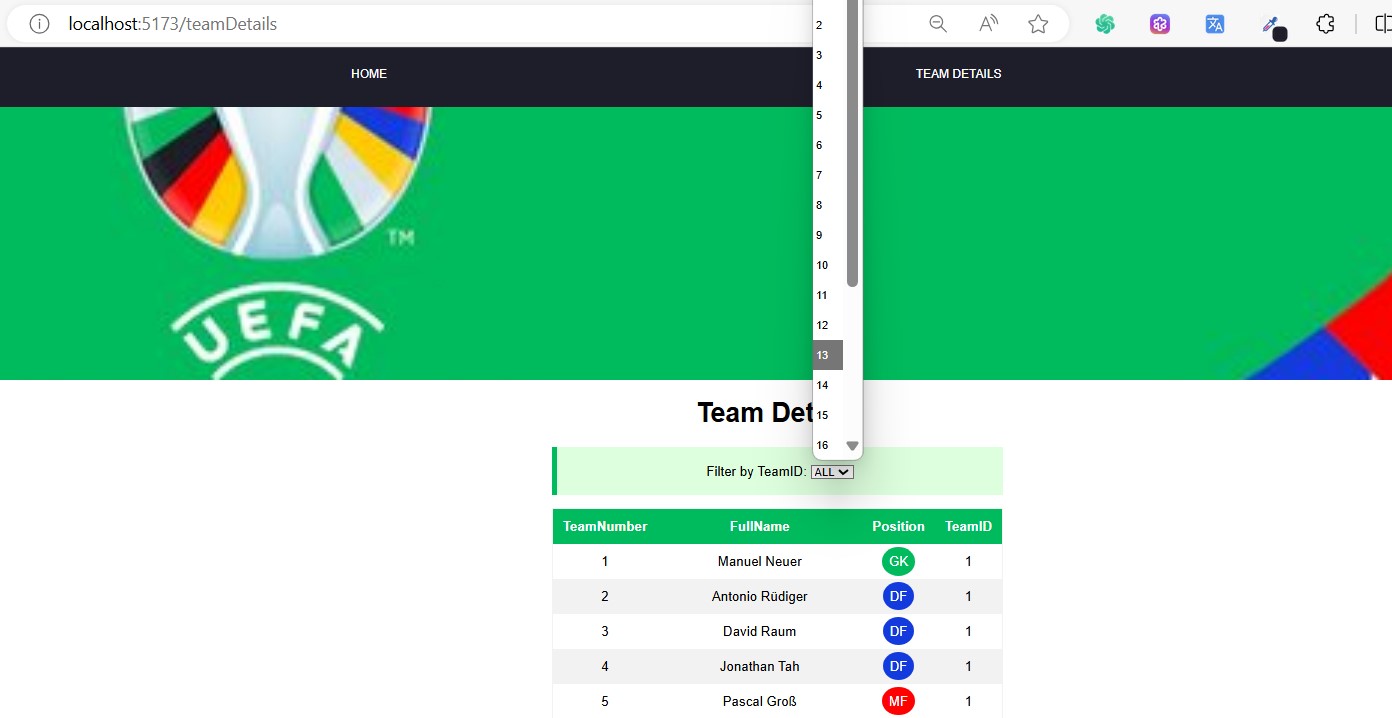 localhost:5173/teamDetails
HOME
TEAM DETAILS
2
3
4
5
6
7
8
9
10
11
12
13
14
15
16
TM
UEFA
Team Det
Filter by TeamID: ALL
TeamNumber FullName Position TeamID
1 Manuel Neuer GK 1
2 Antonio Rüdiger DF 1
3 David Raum DF 1
4 Jonathan Tah DF 1
5 Pascal Groß MF 1